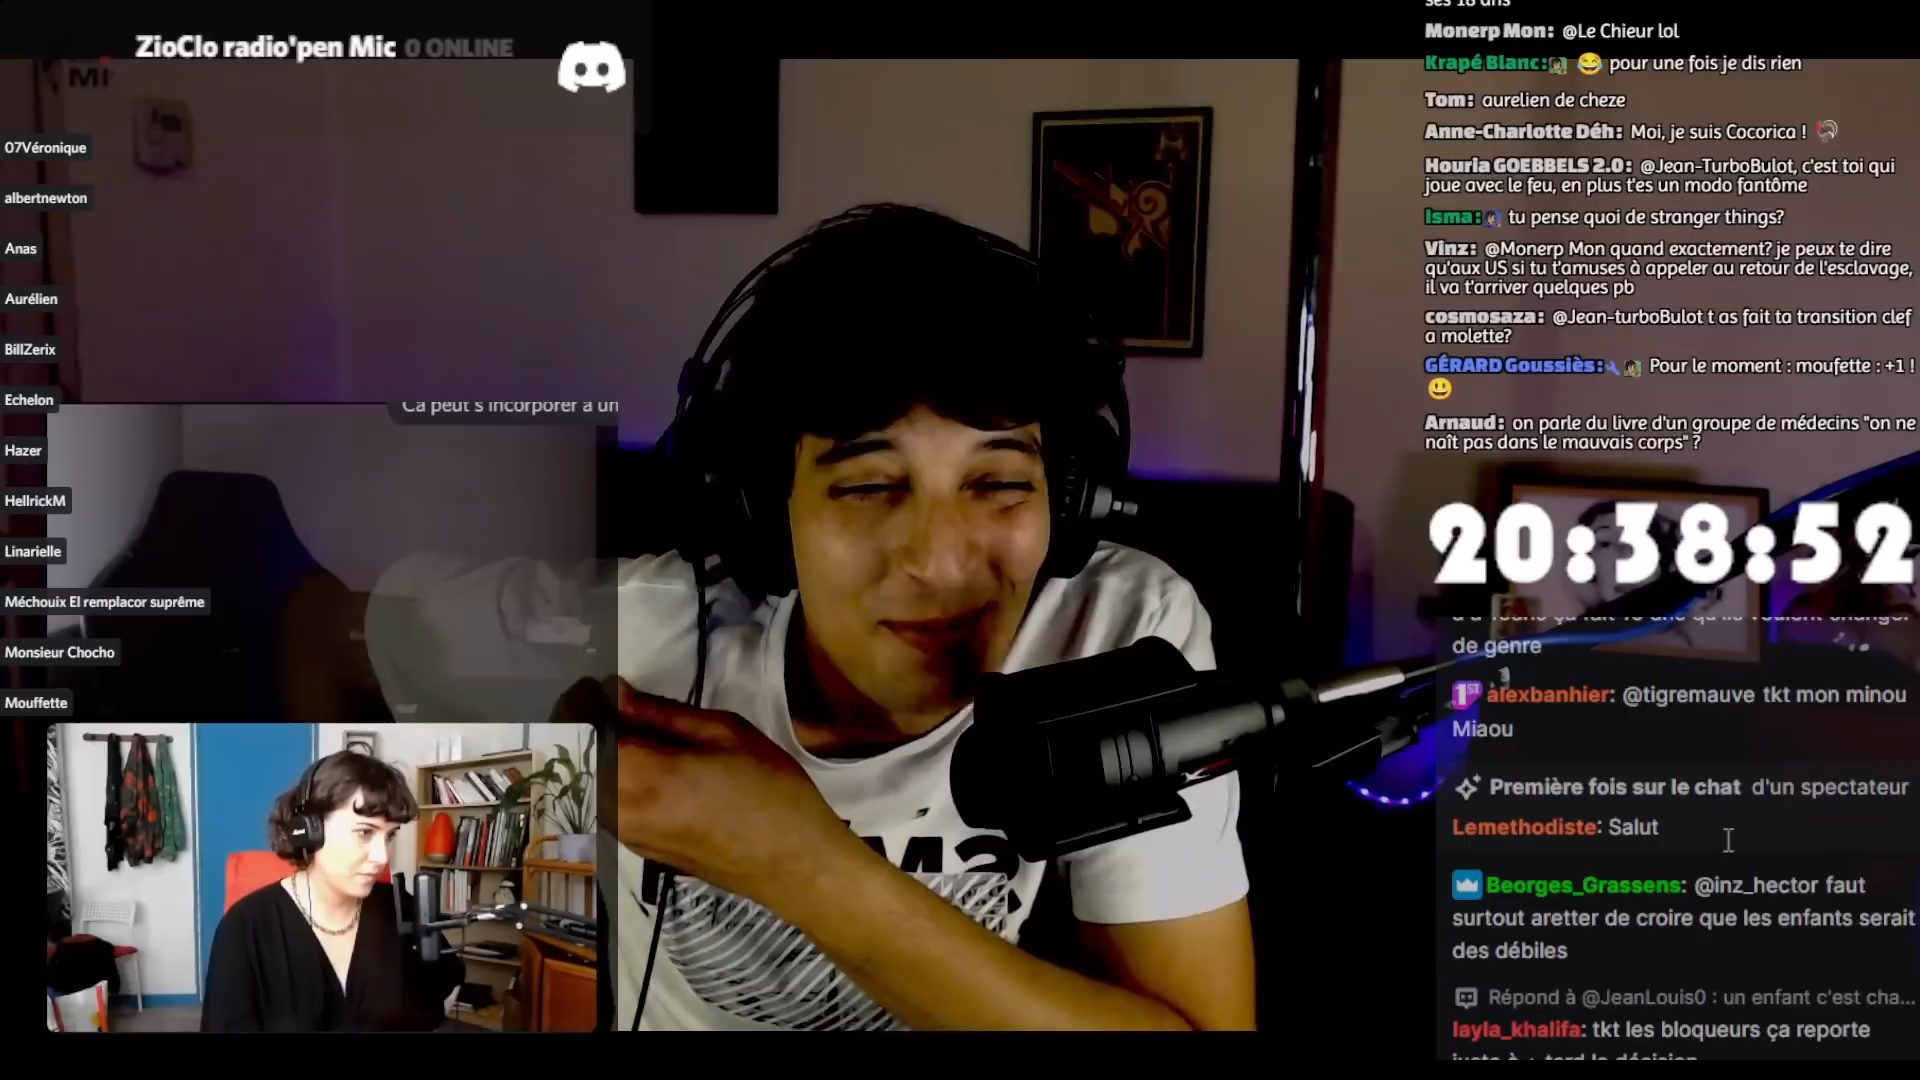 ZioClo radio'pen Mic 0 ONLINE
MI
07Véronique
albertnewton
Anas
Aurélien
BillZerix
Echelon
Hazer
HellrickM
Linarielle
Méchouix El remplacor suprême
Monsieur Chocho
Mouffette
Ca peut s'incorporer à un
ses 18 ans
Monerp Mon: @Le Chieur lol
Krapé Blanc: 😂 pour une fois je dis rien
Tom: aurelien de cheze
Anne-Charlotte Déh: Moi, je suis Cocorica !
Houria GOEBBELS 2.0: @Jean-TurboBulot, c'est toi qui
joue avec le feu, en plus t'es un modo fantôme
Isma: tu pense quoi de stranger things?
Vinz: @Monerp Mon quand exactement? je peux te dire
qu'aux US si tu t'amuses à appeler au retour de l'esclavage,
il va t'arriver quelques pb
cosmosaza: @Jean-turboBulot t as fait ta transition clef
a molette?
GÉRARD Goussiès: Pour le moment : moufette : +1 !
😃
Arnaud: on parle du livre d'un groupe de médecins "on ne
naît pas dans le mauvais corps" ?
20:38:52
de genre
1ST alexbanhier: @tigremauve tkt mon minou
Miaou
Première fois sur le chat d'un spectateur
Lemethodiste: Salut
Beorges_Grassens: @inz_hector faut
surtout aretter de croire que les enfants serait
des débiles
Répond à @JeanLouis0 : un enfant c'est cha...
layla_khalifa: tkt les bloqueurs ça reporte